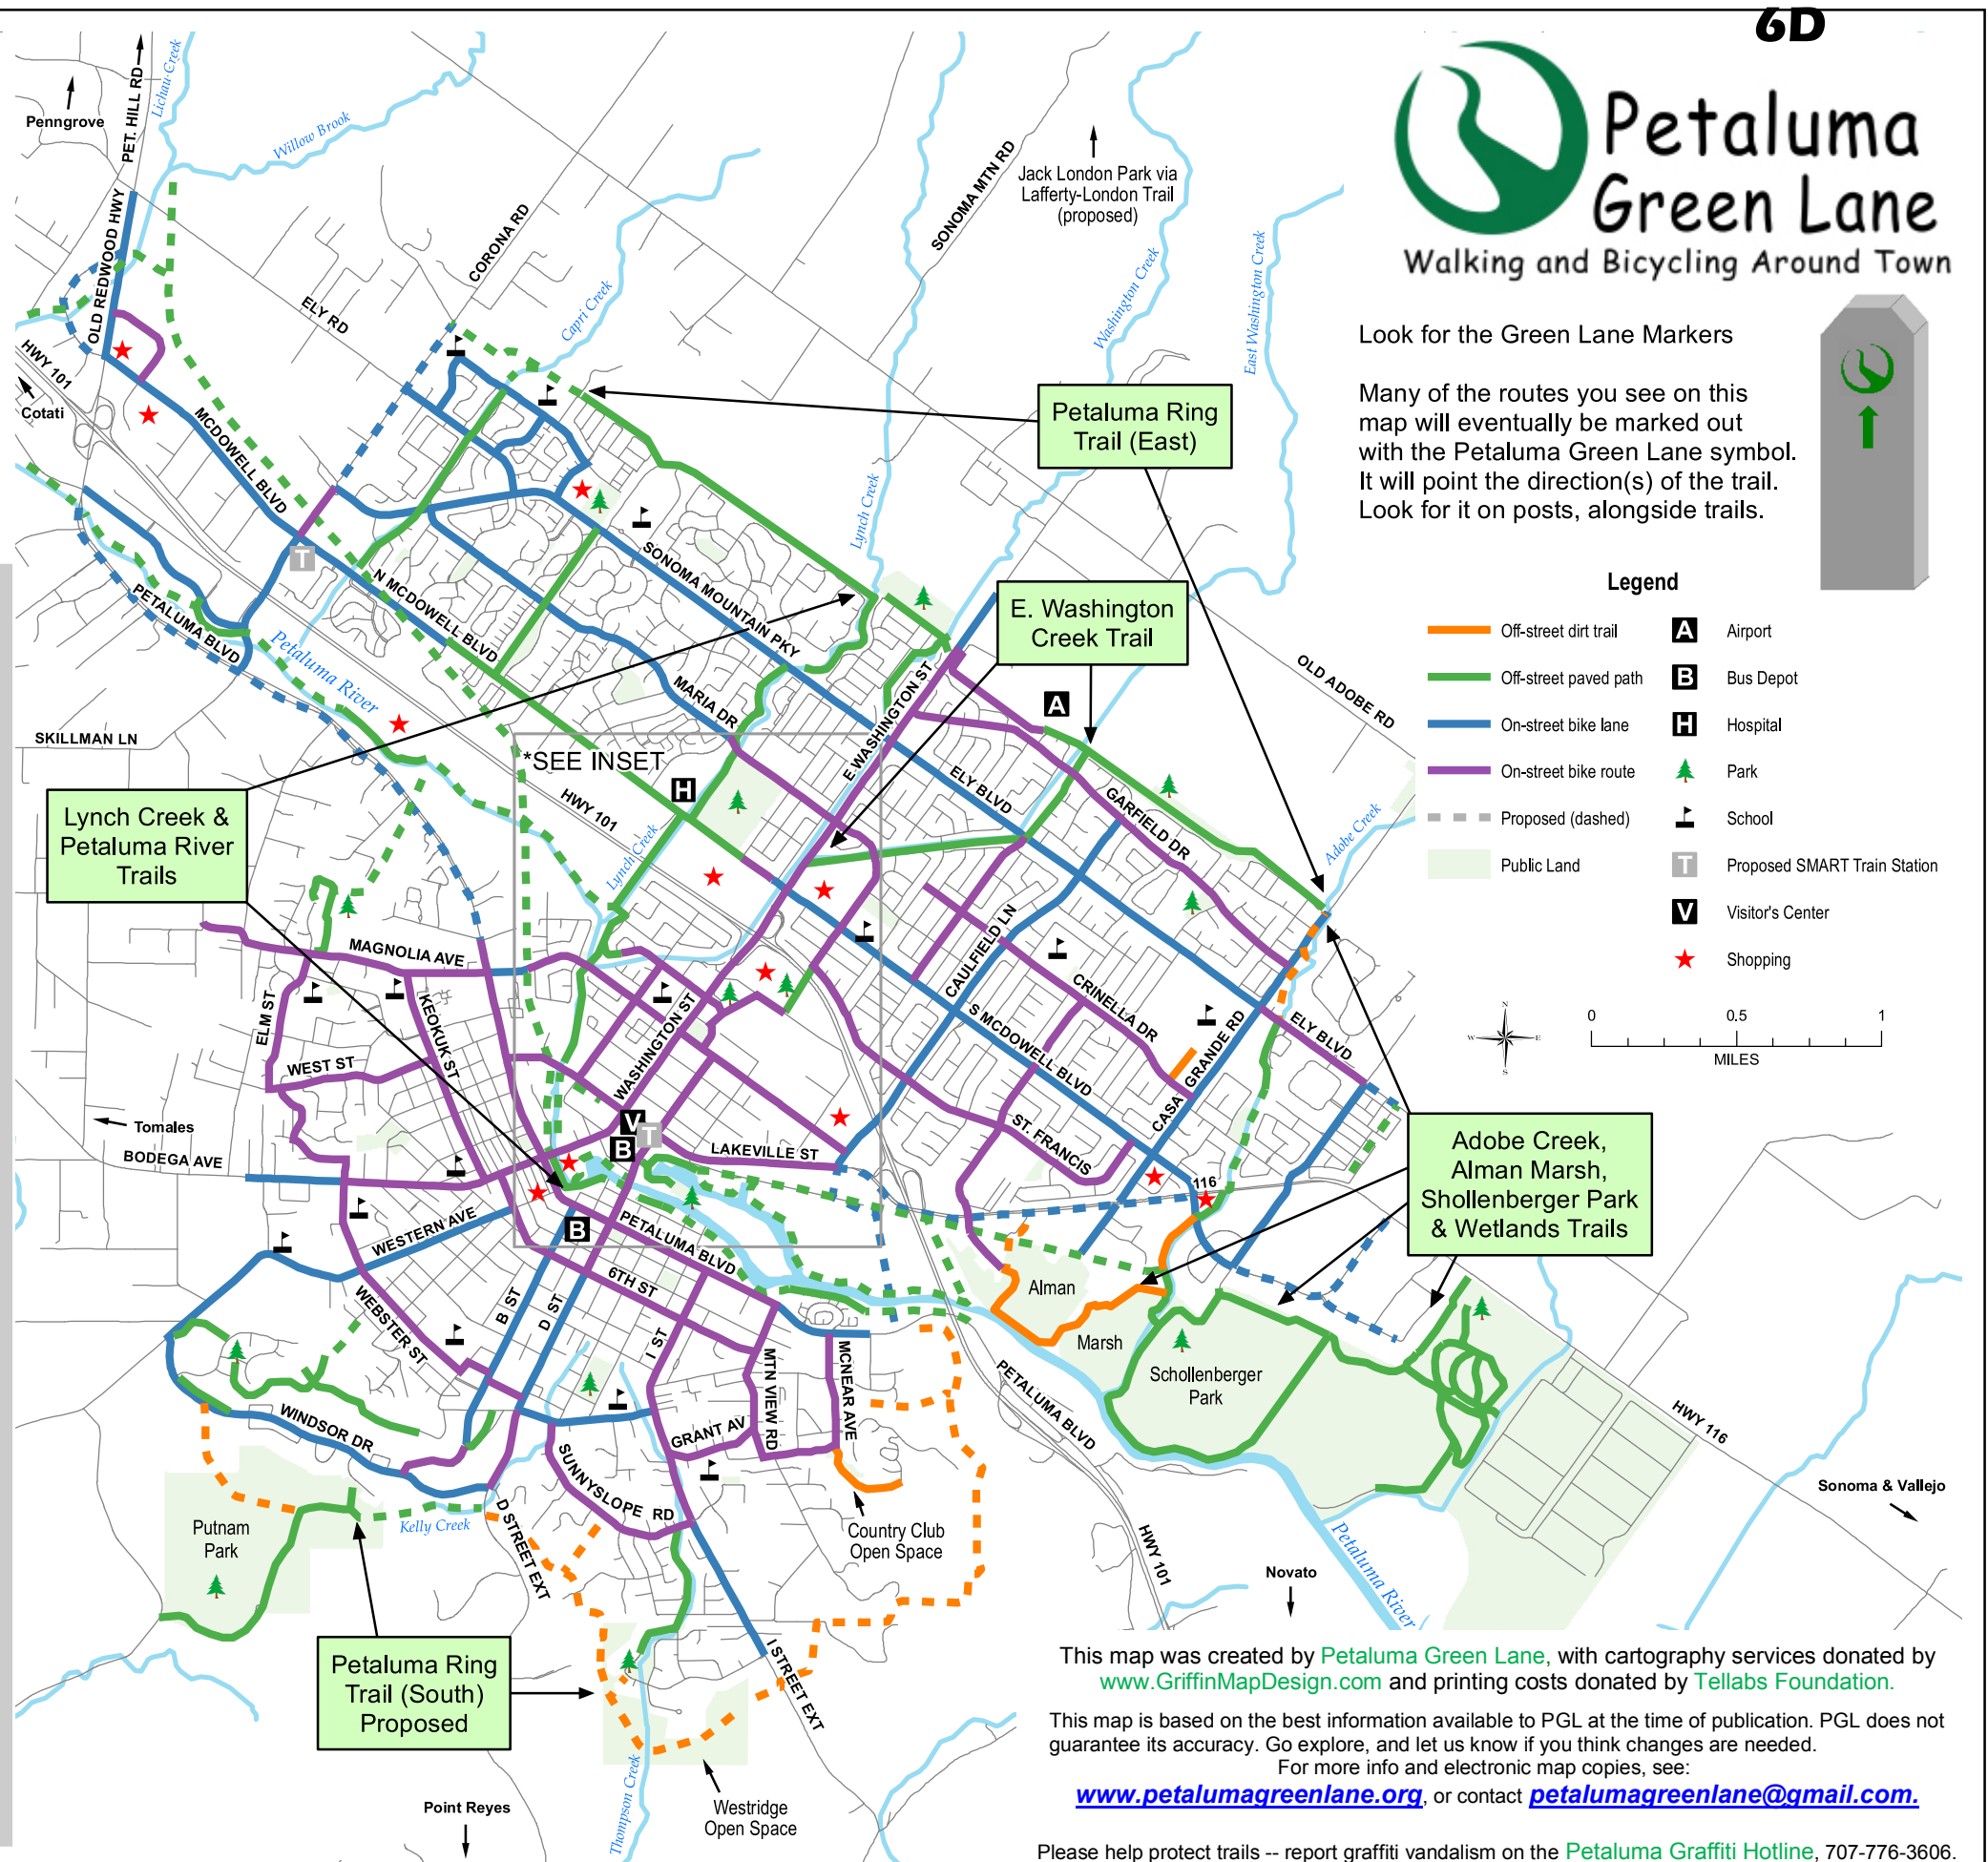 6D
Petaluma
Green Lane
Walking and Bicycling Around Town
Look for the Green Lane Markers
Many of the routes you see on this
map will eventually be marked out
with the Petaluma Green Lane symbol.
It will point the direction(s) of the trail.
Look for it on posts, alongside trails.
Legend
Off-street dirt trail
Off-street paved path
On-street bike lane
On-street bike route
Proposed (dashed)
Public Land
A Airport
B Bus Depot
H Hospital
Park
School
T Proposed SMART Train Station
V Visitor's Center
Shopping
N
W E
S
0 0.5 1
MILES
Penngrove
PET. HILL RD
Lichau Creek
Willow Brook
OLD REDWOOD HWY
HWY 101
Cotati
ELY RD
CORONA RD
Capri Creek
SONOMA MTN RD
Jack London Park via
Lafferty-London Trail
(proposed)
Washington Creek
East Washington Creek
Petaluma Ring
Trail (East)
MCDOWELL BLVD
T
N MCDOWELL BLVD
SONOMA MOUNTAIN PKY
Lynch Creek
E. Washington
Creek Trail
PETALUMA BLVD
Petaluma River
MARIA DR
E WASHINGTON ST
OLD ADOBE RD
A
SKILLMAN LN
*SEE INSET
H
HWY 101
ELY BLVD
GARFIELD DR
Adobe Creek
Lynch Creek &
Petaluma River
Trails
Lynch Creek
MAGNOLIA AVE
CAULFIELD LN
CRINELLA DR
ELM ST
KEOKUK ST
WASHINGTON ST
S MCDOWELL BLVD
CASA GRANDE RD
ELY BLVD
WEST ST
Tomales
BODEGA AVE
V
T
B
LAKEVILLE ST
ST. FRANCIS
116
Adobe Creek,
Alman Marsh,
Shollenberger Park
& Wetlands Trails
WESTERN AVE
B
PETALUMA BLVD
6TH ST
WEBSTER ST
B ST
D ST
I ST
MTN VIEW RD
MCNEAR AVE
Alman
Marsh
Schollenberger
Park
PETALUMA BLVD
HWY 116
Sonoma & Vallejo
WINDSOR DR
GRANT AV
SUNNYSLOPE RD
Putnam
Park
Kelly Creek
D STREET EXT
Country Club
Open Space
HWY 101
Novato
Petaluma River
Petaluma Ring
Trail (South)
Proposed
I STREET EXT
Thompson Creek
Westridge
Open Space
Point Reyes
This map was created by Petaluma Green Lane, with cartography services donated by
www.GriffinMapDesign.com and printing costs donated by Tellabs Foundation.
This map is based on the best information available to PGL at the time of publication. PGL does not
guarantee its accuracy. Go explore, and let us know if you think changes are needed.
For more info and electronic map copies, see:
www.petalumagreenlane.org, or contact petalumagreenlane@gmail.com.
Please help protect trails -- report graffiti vandalism on the Petaluma Graffiti Hotline, 707-776-3606.